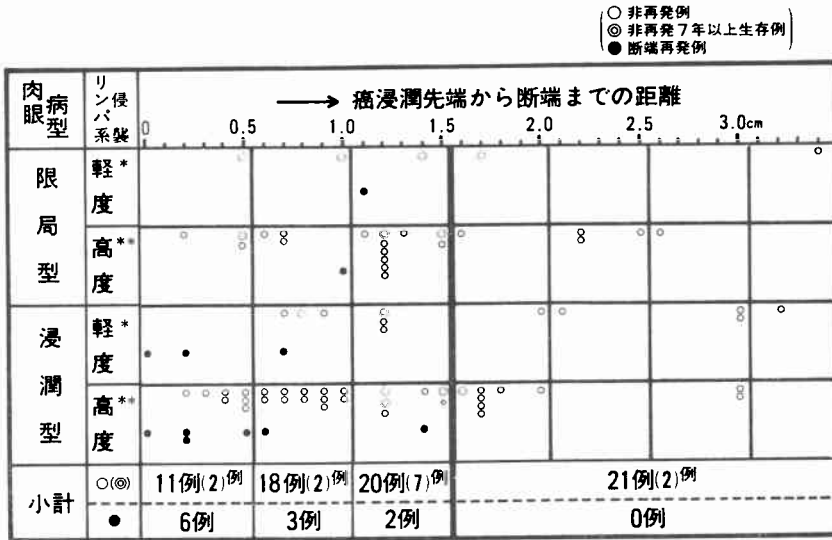 ○ 非再発例
◎ 非再発7年以上生存例
● 断端再発例
肉眼病型
リンパ系侵襲
→ 癌浸潤先端から断端までの距離
0 0.5 1.0 1.5 2.0 2.5 3.0cm
限局型
軽*度
高**度
浸潤型
軽*度
高**度
小計
○(◎) 11例(2)例 18例(2)例 20例(7)例 21例(2)例
● 6例 3例 2例 0例